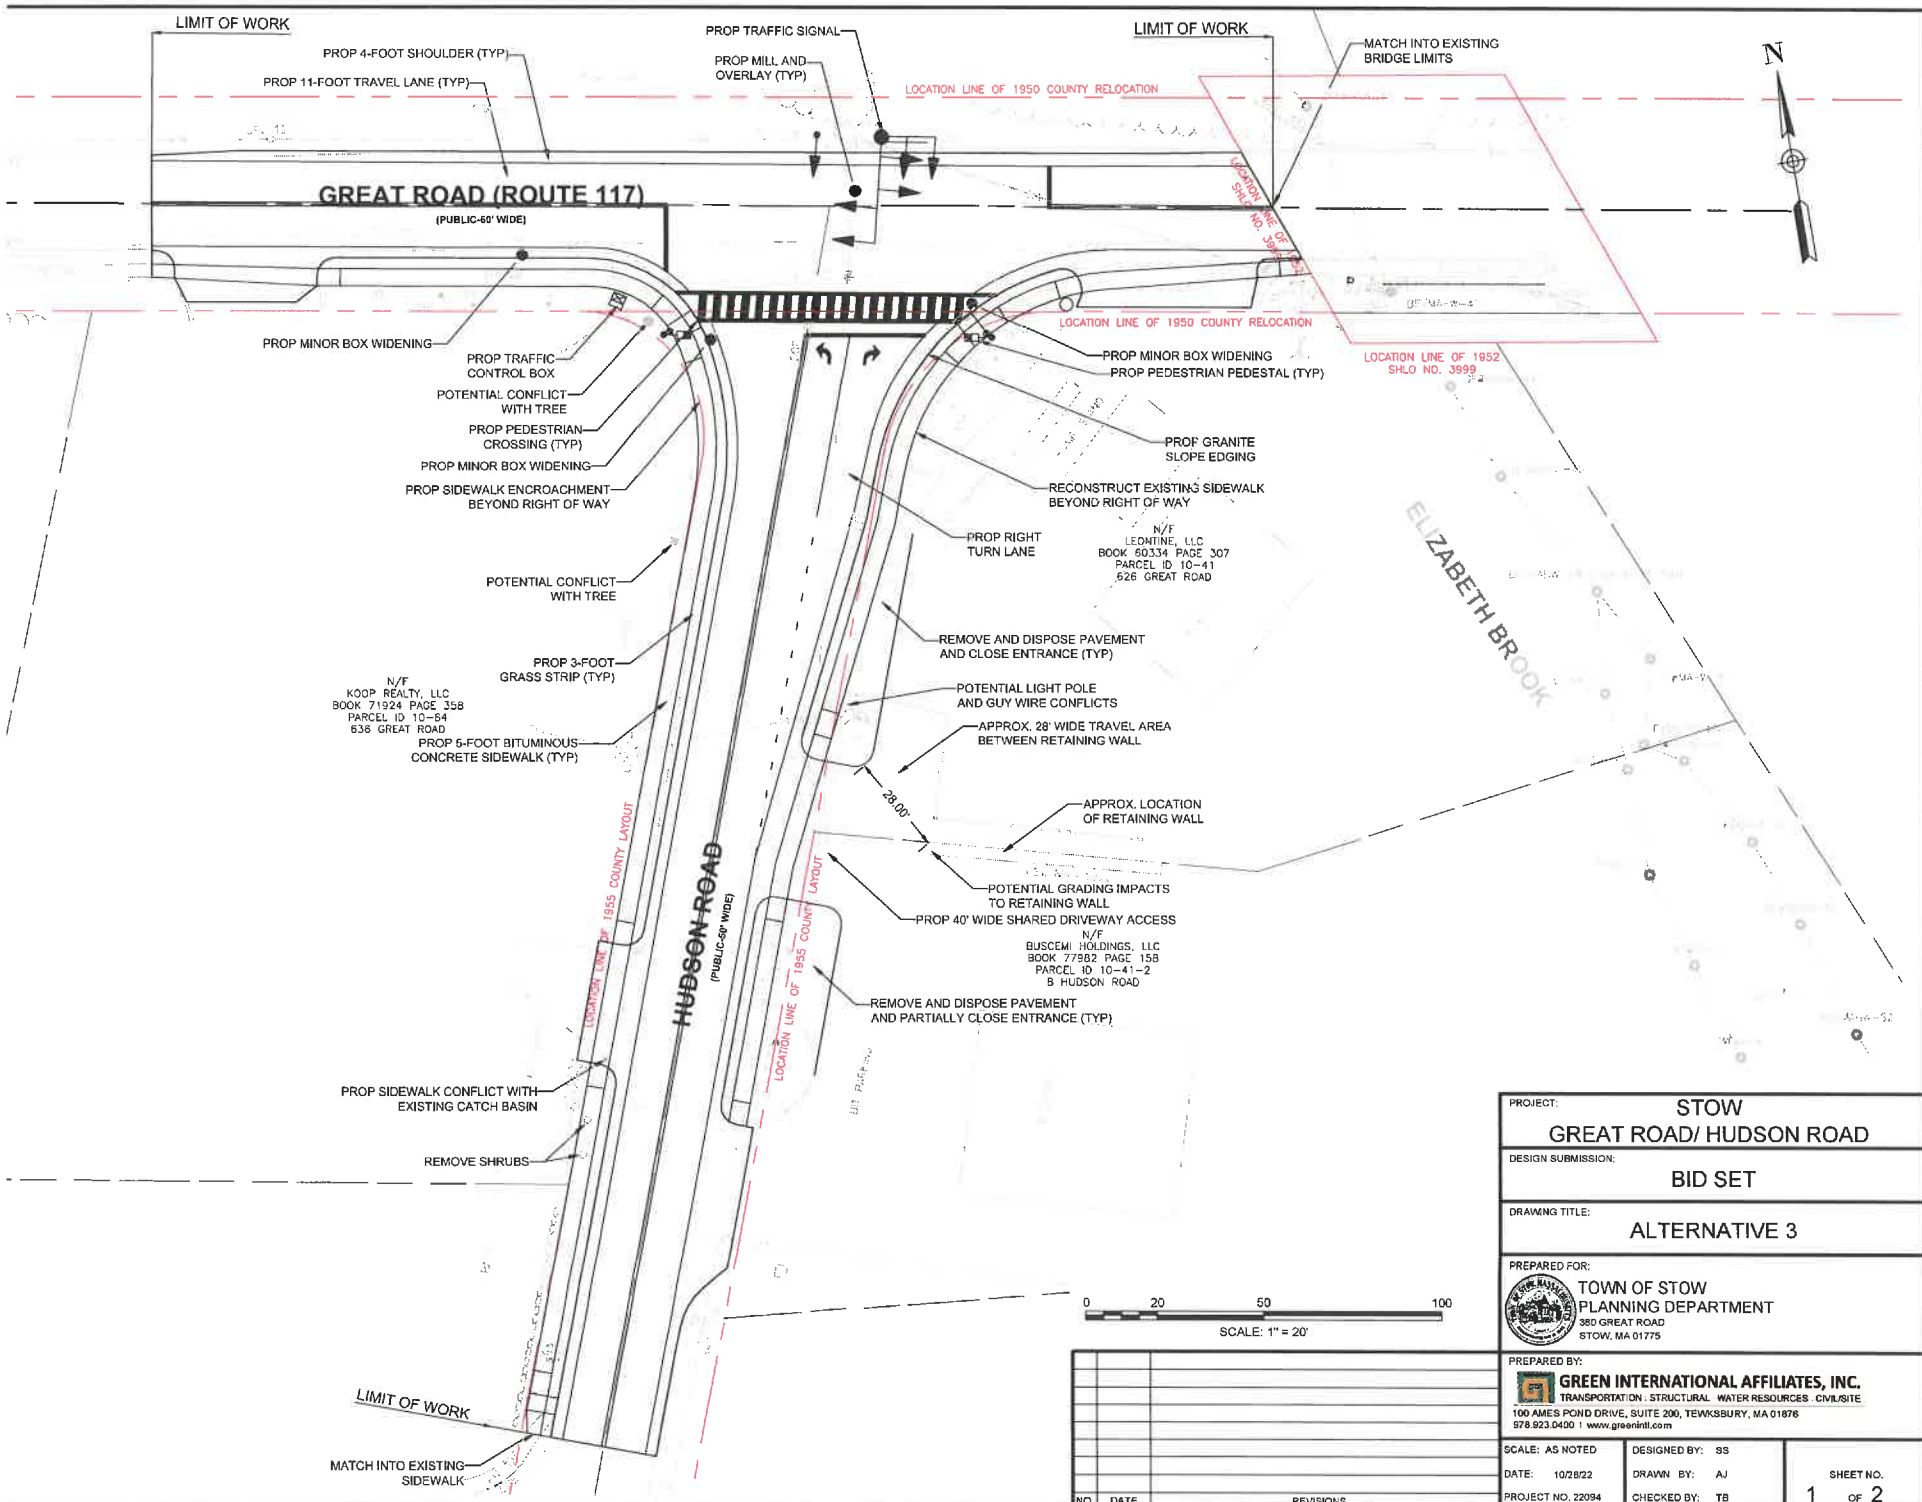 LIMIT OF WORK
PROP 4-FOOT SHOULDER (TYP)
PROP 11-FOOT TRAVEL LANE (TYP)
PROP TRAFFIC SIGNAL
PROP MILL AND
OVERLAY (TYP)
LIMIT OF WORK
MATCH INTO EXISTING
BRIDGE LIMITS
N
LOCATION LINE OF 1950 COUNTY RELOCATION
GREAT ROAD (ROUTE 117)
(PUBLIC-60' WIDE)
LOCATION LINE OF 1952
SHLO NO. 3999
LOCATION LINE OF 1950 COUNTY RELOCATION
LOCATION LINE OF 1952
SHLO NO. 3999
PROP MINOR BOX WIDENING
PROP TRAFFIC
CONTROL BOX
POTENTIAL CONFLICT
WITH TREE
PROP PEDESTRIAN
CROSSING (TYP)
PROP MINOR BOX WIDENING
PROP SIDEWALK ENCROACHMENT
BEYOND RIGHT OF WAY
POTENTIAL CONFLICT
WITH TREE
PROP 3-FOOT
GRASS STRIP (TYP)
N/F
KOOP REALTY, LLC
BOOK 71924 PAGE 358
PARCEL ID 10-64
636 GREAT ROAD
PROP 5-FOOT BITUMINOUS
CONCRETE SIDEWALK (TYP)
PROP MINOR BOX WIDENING
PROP PEDESTRIAN PEDESTAL (TYP)
PROP GRANITE
SLOPE EDGING
RECONSTRUCT EXISTING SIDEWALK
BEYOND RIGHT OF WAY
PROP RIGHT
TURN LANE
N/F
LEONTINE, LLC
BOOK 60334 PAGE 307
PARCEL ID 10-41
626 GREAT ROAD
ELIZABETH BROOK
REMOVE AND DISPOSE PAVEMENT
AND CLOSE ENTRANCE (TYP)
POTENTIAL LIGHT POLE
AND GUY WIRE CONFLICTS
APPROX. 28' WIDE TRAVEL AREA
BETWEEN RETAINING WALL
28.00'
APPROX. LOCATION
OF RETAINING WALL
POTENTIAL GRADING IMPACTS
TO RETAINING WALL
PROP 40' WIDE SHARED DRIVEWAY ACCESS
N/F
BUSCEMI HOLDINGS, LLC
BOOK 77982 PAGE 158
PARCEL ID 10-41-2
8 HUDSON ROAD
REMOVE AND DISPOSE PAVEMENT
AND PARTIALLY CLOSE ENTRANCE (TYP)
LOCATION LINE OF 1955 COUNTY LAYOUT
HUDSON ROAD
(PUBLIC-50' WIDE)
LOCATION LINE OF 1955 COUNTY LAYOUT
PROP SIDEWALK CONFLICT WITH
EXISTING CATCH BASIN
REMOVE SHRUBS
LIMIT OF WORK
MATCH INTO EXISTING
SIDEWALK
0 20 50 100
SCALE: 1" = 20'
NO. DATE REVISIONS
PROJECT:
STOW
GREAT ROAD/ HUDSON ROAD
DESIGN SUBMISSION:
BID SET
DRAWING TITLE:
ALTERNATIVE 3
PREPARED FOR:
TOWN OF STOW
PLANNING DEPARTMENT
380 GREAT ROAD
STOW, MA 01775
PREPARED BY:
GREEN INTERNATIONAL AFFILIATES, INC.
TRANSPORTATION . STRUCTURAL . WATER RESOURCES . CIVIL/SITE
100 AMES POND DRIVE, SUITE 200, TEWKSBURY, MA 01876
978.923.0400 | www.greenintl.com
SCALE: AS NOTED
DESIGNED BY: SS
DATE: 10/28/22
DRAWN BY: AJ
SHEET NO.
PROJECT NO. 22094
CHECKED BY: TB
1 OF 2